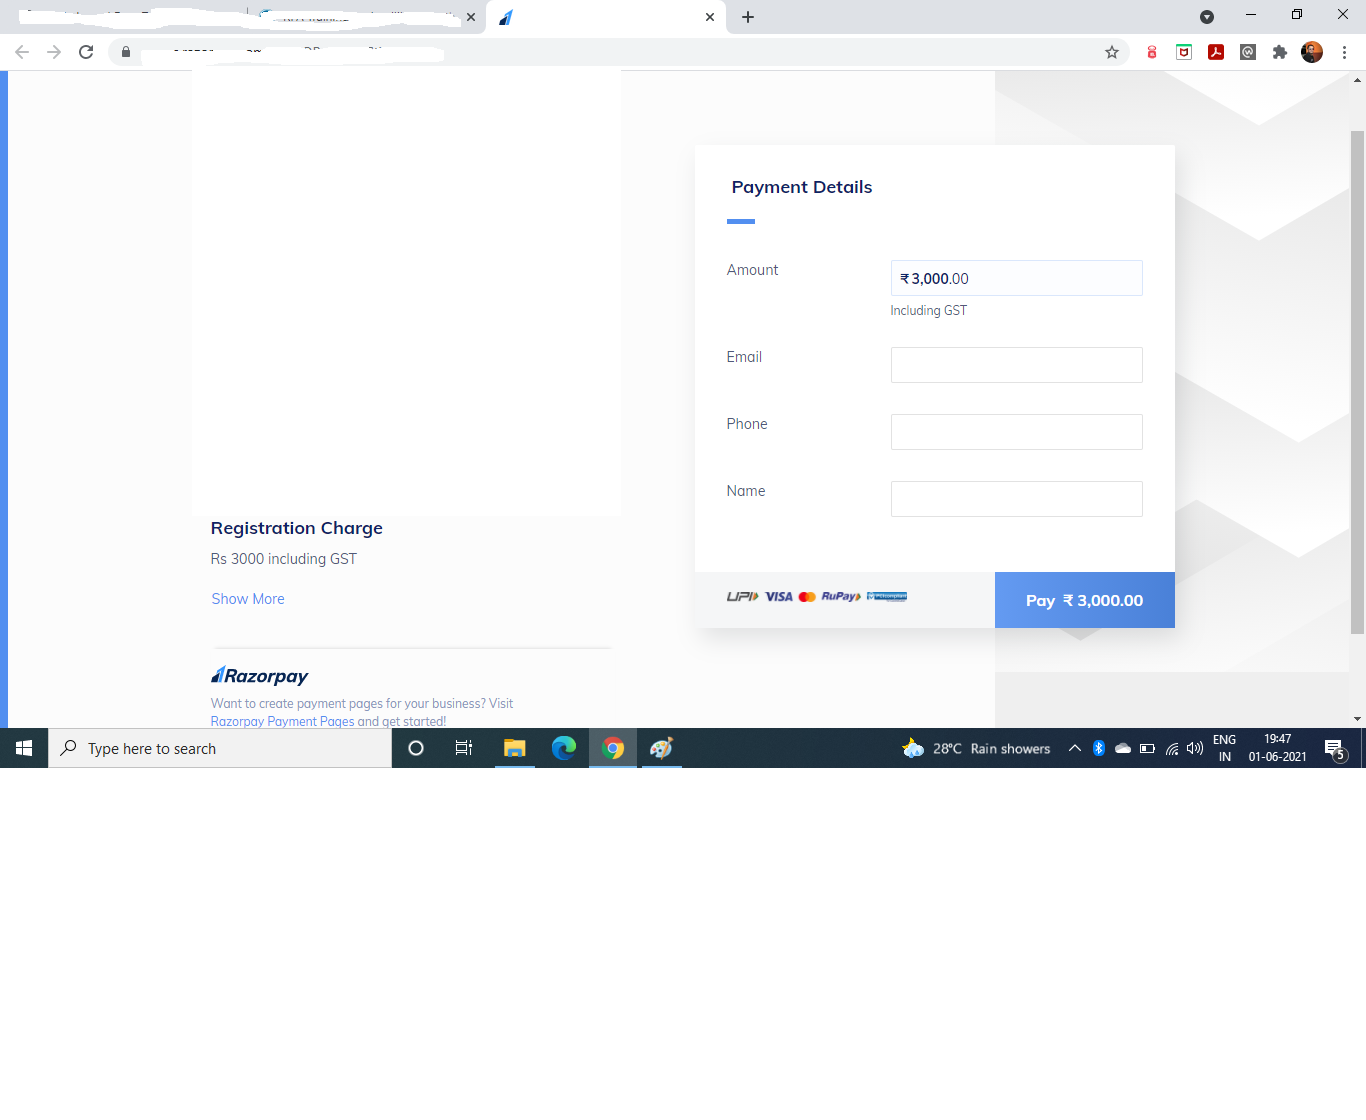 Payment Details
Amount
₹ 3,000.00
Including GST
Email
Phone
Name
Registration Charge
Rs 3000 including GST
Show More
UPI VISA RuPay
Pay ₹ 3,000.00
Razorpay
Want to create payment pages for your business? Visit
Razorpay Payment Pages and get started!
Type here to search
28°C Rain showers
ENG
IN
19:47
01-06-2021
5